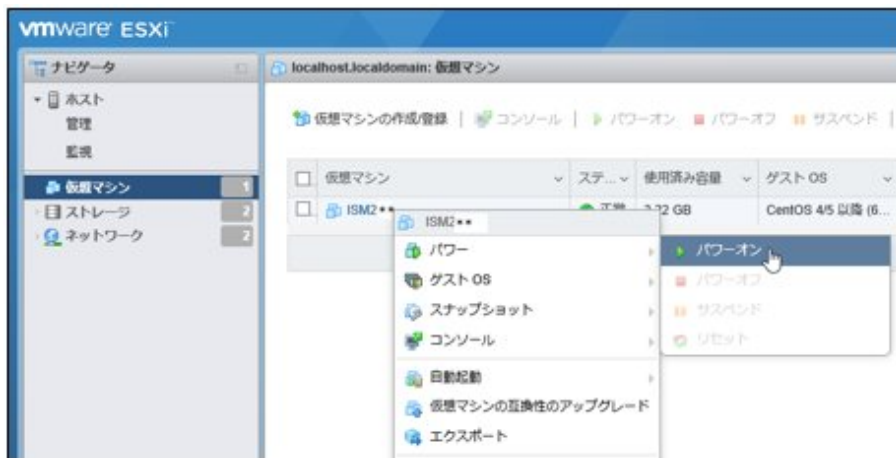 vmware ESXi
ナビゲータ
localhost.localdomain: 仮想マシン
ホスト
管理
監視
仮想マシン 1
ストレージ 2
ネットワーク 2
仮想マシンの作成/登録 | コンソール | パワーオン パワーオフ サスペンド |
仮想マシン ステ... 使用済み容量 ゲスト OS
ISM2** 正常 GB CentOS 4/5 以降 (6...
ISM2**
パワー
ゲスト OS
スナップショット
コンソール
自動起動
仮想マシンの互換性のアップグレード
エクスポート
パワーオン
パワーオフ
サスペンド
リセット